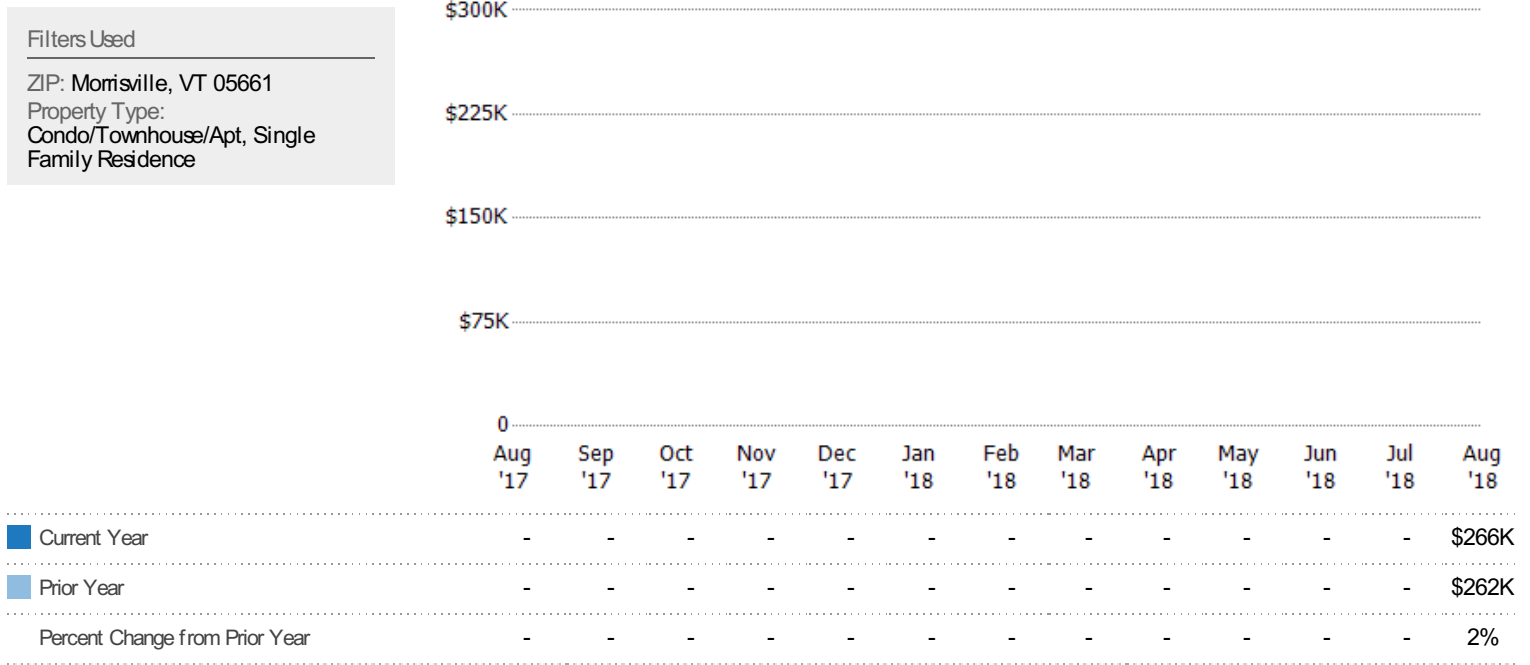 Filters Used
ZIP: Morrisville, VT 05661
Property Type:
Condo/Townhouse/Apt, Single
Family Residence
$300K
$225K
$150K
$75K
0
Aug Sep Oct Nov Dec Jan Feb Mar Apr May Jun Jul Aug
'17 '17 '17 '17 '17 '18 '18 '18 '18 '18 '18 '18 '18
Current Year - - - - - - - - - - - - $266K
Prior Year - - - - - - - - - - - - $262K
Percent Change from Prior Year - - - - - - - - - - - - 2%